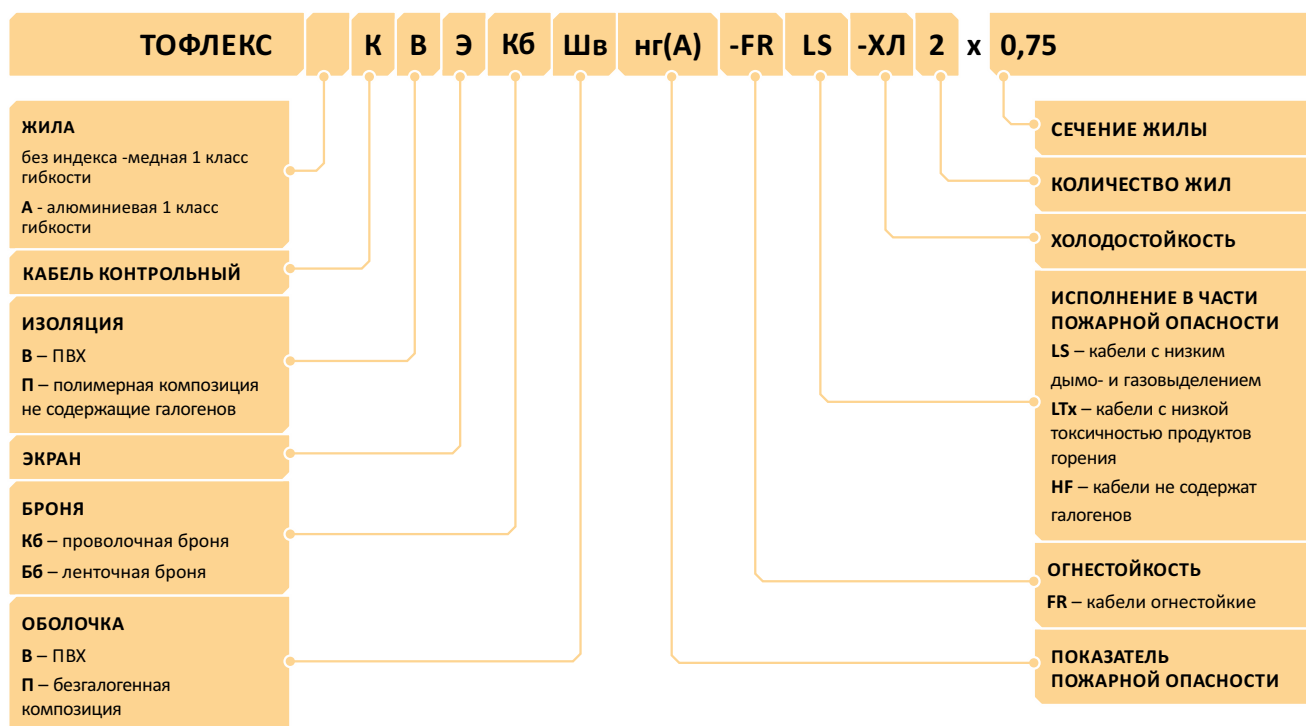 ТОФЛЕКС К В Э Кб Шв нг(А) -FR LS -ХЛ 2 х 0,75
ЖИЛА
без индекса -медная 1 класс
гибкости
А - алюминиевая 1 класс
гибкости
КАБЕЛЬ КОНТРОЛЬНЫЙ
ИЗОЛЯЦИЯ
В – ПВХ
П – полимерная композиция
не содержащие галогенов
ЭКРАН
БРОНЯ
Кб – проволочная броня
Бб – ленточная броня
ОБОЛОЧКА
В – ПВХ
П – безгалогенная
композиция
СЕЧЕНИЕ ЖИЛЫ
КОЛИЧЕСТВО ЖИЛ
ХОЛОДОСТОЙКОСТЬ
ИСПОЛНЕНИЕ В ЧАСТИ
ПОЖАРНОЙ ОПАСНОСТИ
LS – кабели с низким
дымо- и газовыделением
LTx – кабели с низкой
токсичностью продуктов
горения
HF – кабели не содержат
галогенов
ОГНЕСТОЙКОСТЬ
FR – кабели огнестойкие
ПОКАЗАТЕЛЬ
ПОЖАРНОЙ ОПАСНОСТИ